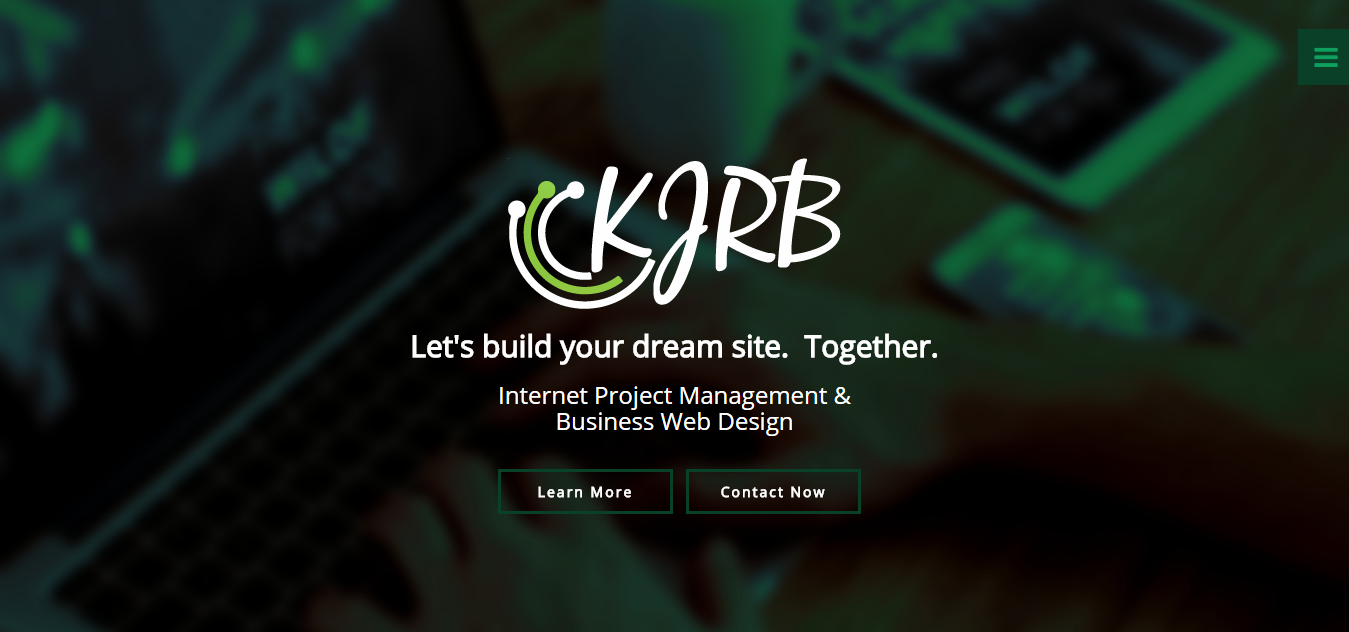 KJRB
Let's build your dream site.  Together.
Internet Project Management &
Business Web Design
Learn More
Contact Now